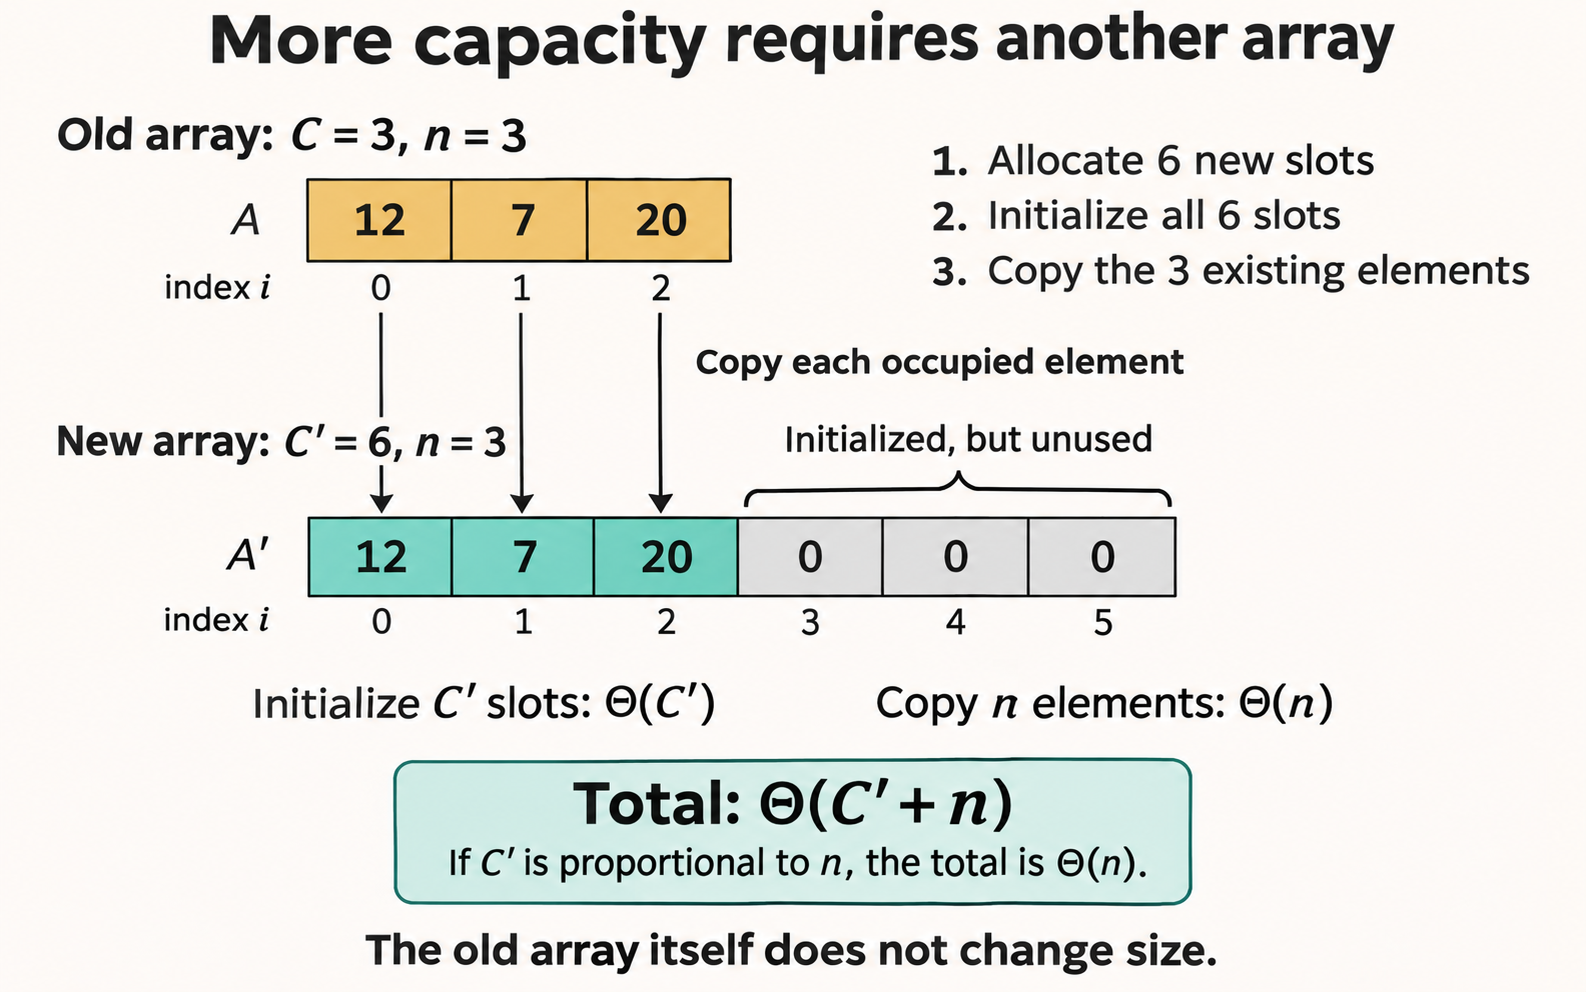 More capacity requires another array
Old array: C = 3, n = 3
A 12 7 20
index i 0 1 2
1. Allocate 6 new slots
2. Initialize all 6 slots
3. Copy the 3 existing elements
Copy each occupied element
New array: C′ = 6, n = 3
Initialized, but unused
A′ 12 7 20 0 0 0
index i 0 1 2 3 4 5
Initialize C′ slots: Θ(C′)
Copy n elements: Θ(n)
Total: Θ(C′ + n)
If C′ is proportional to n, the total is Θ(n).
The old array itself does not change size.